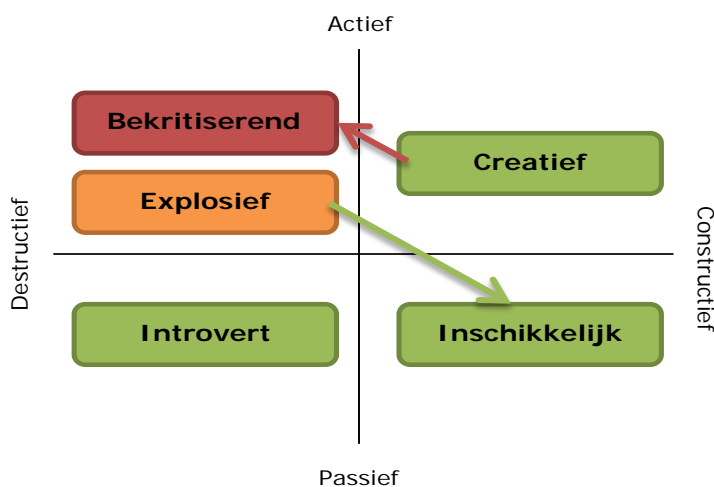 Actief
Bekritiserend
Creatief
Explosief
Destructief
Constructief
Introvert
Inschikkelijk
Passief